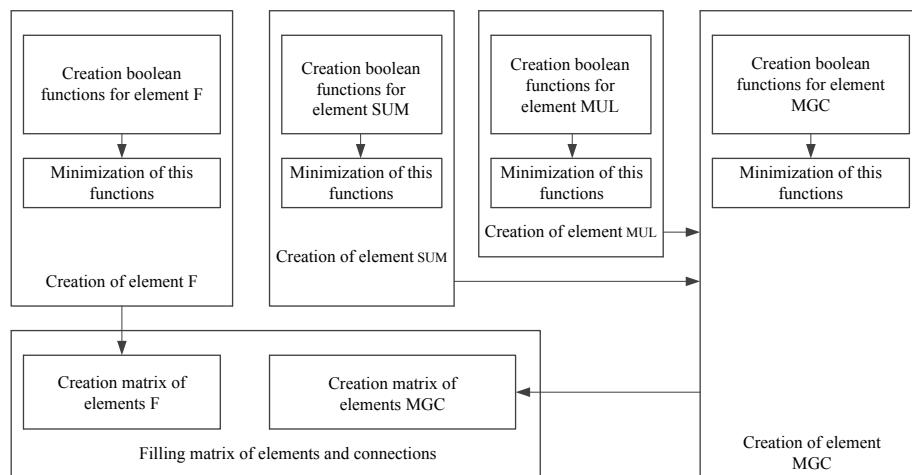 Creation boolean
functions for element F
Minimization of this
functions
Creation of element F
Creation boolean
functions for
element SUM
Minimization of this
functions
Creation of element SUM
Creation boolean
functions for
element MUL
Minimization of this
functions
Creation of element MUL
Creation boolean
functions for element
MGC
Minimization of this
functions
Creation of element
MGC
Creation matrix of
elements F
Creation matrix of
elements MGC
Filling matrix of elements and connections